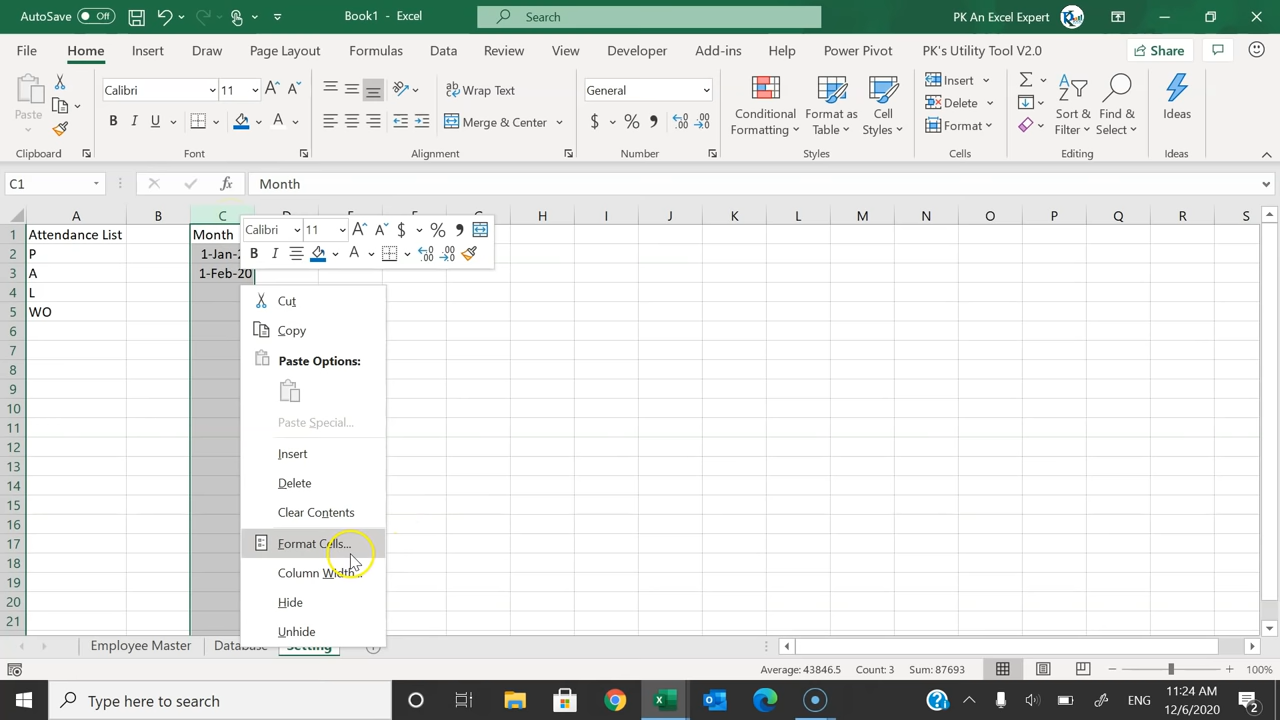 AutoSave Off Book1 - Excel Search PK An Excel Expert
File Home Insert Draw Page Layout Formulas Data Review View Developer Add-ins Help Power Pivot PK's Utility Tool V2.0 Share
Paste
Calibri 11
B I U
Wrap Text
Merge & Center
General
$ %
Conditional Formatting
Format as Table
Cell Styles
Insert
Delete
Format
Sort & Filter
Find & Select
Ideas
Clipboard Font Alignment Number Styles Cells Editing Ideas
C1 fx Month
A B C D E F G H I J K L M N O P Q R S
Calibri 11 $ %
B I A
1 Attendance List Month
2 P 1-Jan-2
3 A 1-Feb-20
4 L
5 WO
6
7
8
9
10
11
12
13
14
15
16
17
18
19
20
21
Cut
Copy
Paste Options:
Paste Special...
Insert
Delete
Clear Contents
Format Cells...
Column Width...
Hide
Unhide
Employee Master Database Setting
Average: 43846.5 Count: 3 Sum: 87693 100%
Type here to search
ENG
11:24 AM
12/6/2020
2